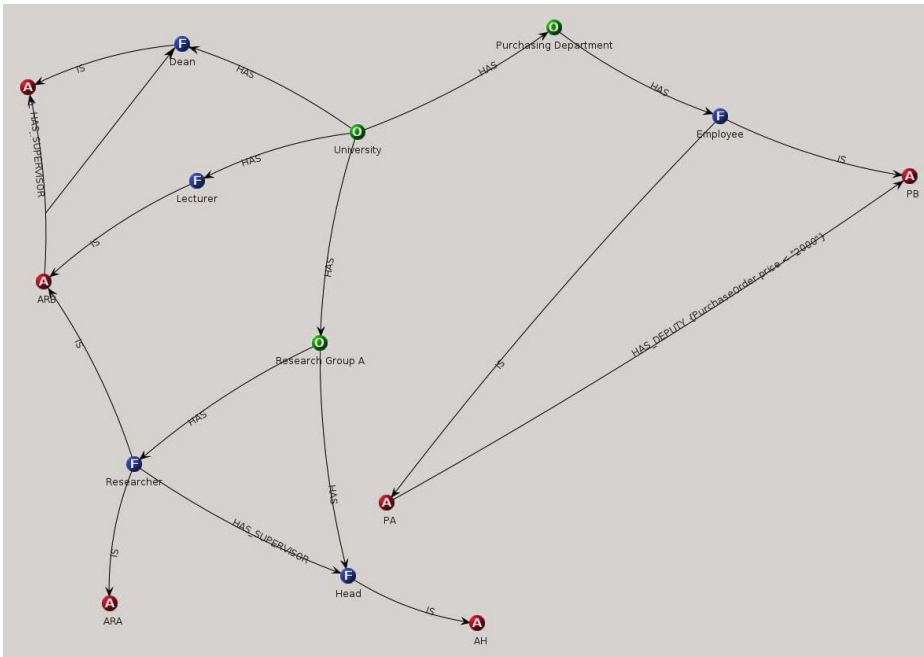 O
Purchasing Department
F
Dean
IS
HAS
HAS
A
HAS
F
Employee
O
University
HAS_SUPERVISOR
HAS
IS
F
Lecturer
A
PB
IS
HAS
HAS_DEPUTY {PurchaseOrder.price < "2000"}
A
ARB
IS
O
Research Group A
IS
HAS
F
Researcher
HAS
A
PA
HAS_SUPERVISOR
IS
F
Head
A
ARA
IS
A
AH